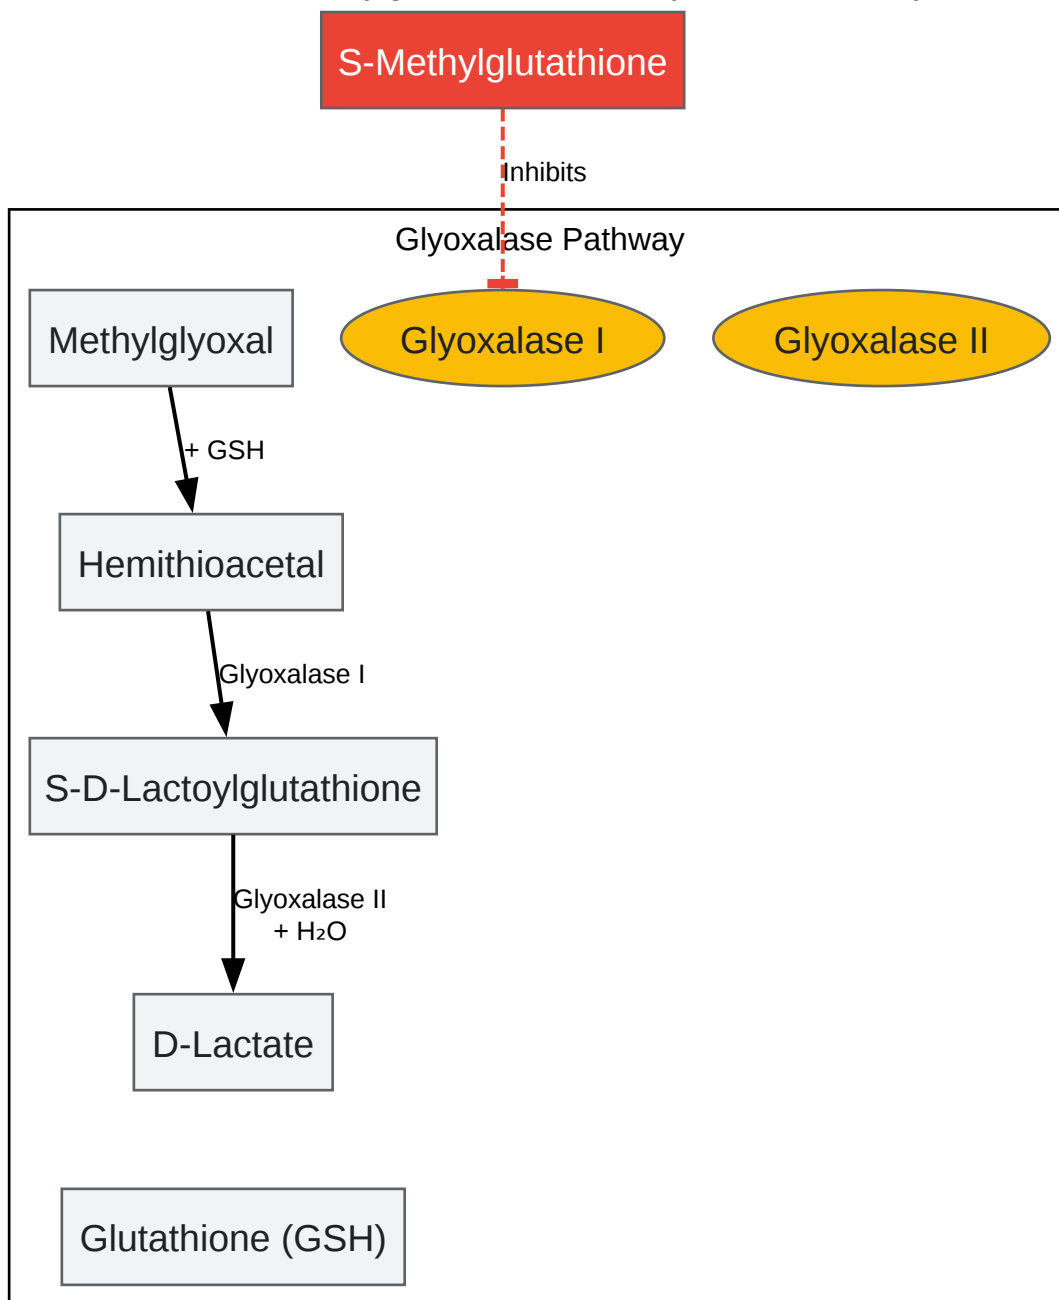 S-Methylglutathione
Inhibits
Glyoxalase Pathway
Methylglyoxal
Glyoxalase I
Glyoxalase II
+ GSH
Hemithioacetal
Glyoxalase I
S-D-Lactoylglutathione
Glyoxalase II
+ H₂O
D-Lactate
Glutathione (GSH)